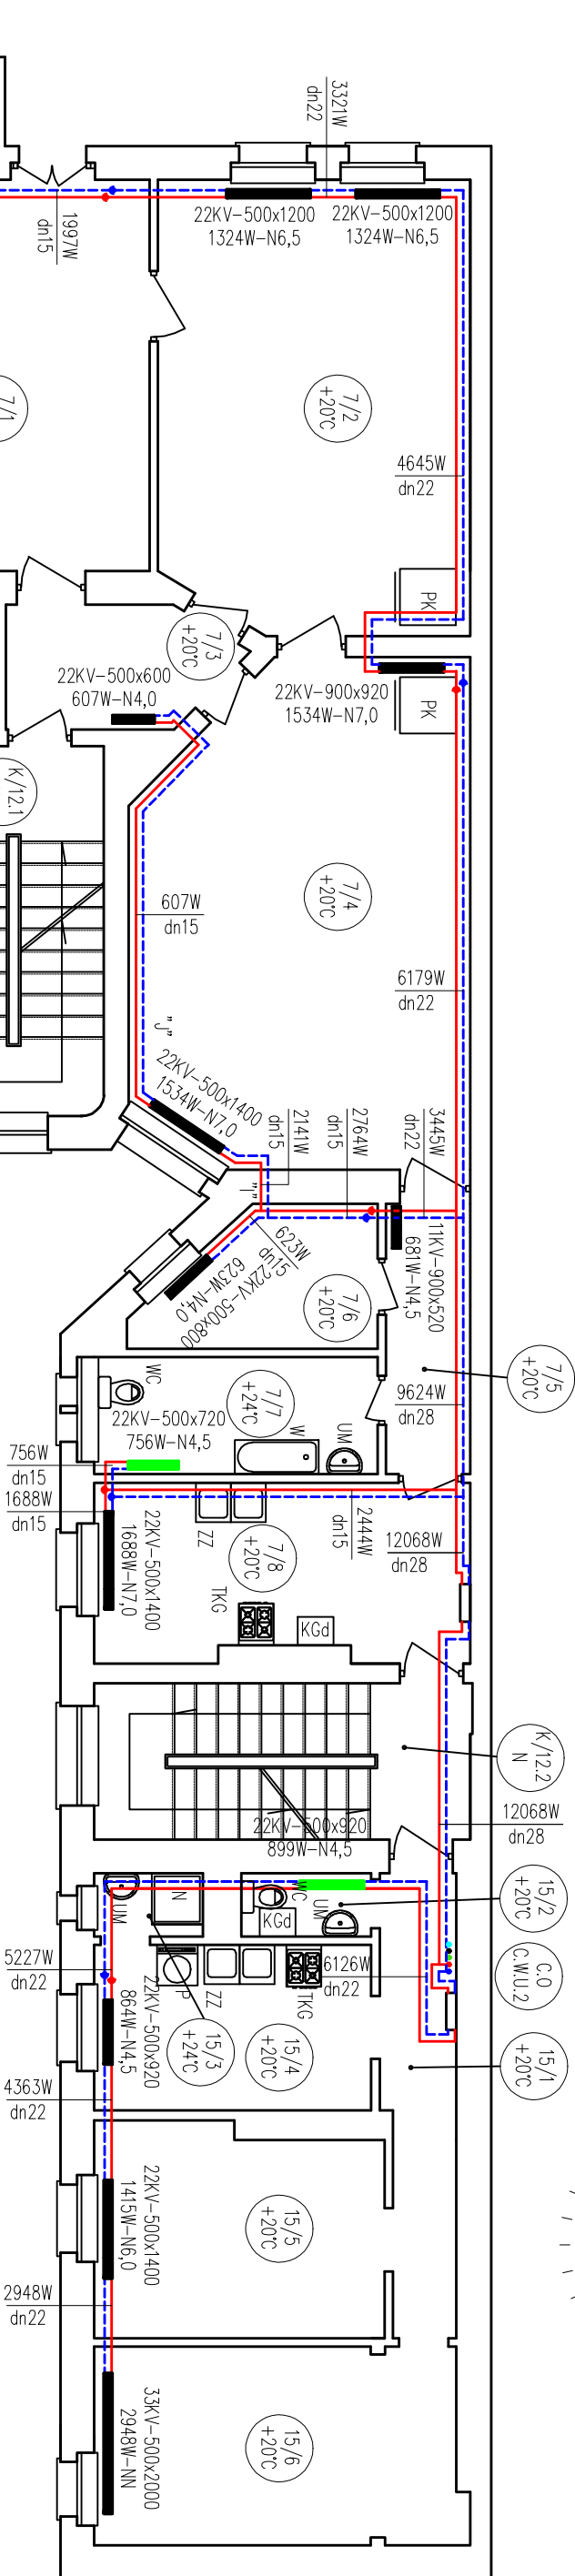 3321W
dn22
1997W
dn15
22KV-500x1200
1324W-N6,5
22KV-500x1200
1324W-N6,5
7/1
7/2
+20°C
4645W
dn22
PK
7/3
+20°C
22KV-500x600
607W-N4,0
22KV-900x920
1534W-N7,0
PK
K/12.1
7/4
+20°C
607W
dn15
6179W
dn22
"J"
22KV-500x1400
1534W-N7,0
2141W
dn15
2764W
dn15
3445W
dn22
"I"
11KV-900x520
681W-N4,5
623W
dn15
22KV-500x800
623W-N4,0
7/6
+20°C
7/5
+20°C
WC
7/7
+24°C
9624W
dn28
22KV-500x720
756W-N4,5
W
UM
756W
dn15
1688W
dn15
22KV-500x1400
1688W-N7,0
ZZ
7/8
+20°C
2444W
dn15
12068W
dn28
TKG
KGd
K/12.2
N
12068W
dn28
22KV-500x920
899W-N4,5
15/2
+20°C
UM
N
WC
KGd
UM
C.O
C.W.U.2
5227W
dn22
6126W
dn22
22KV-500x920
864W-N4,5
P
ZZ
TKG
15/3
+24°C
15/4
+20°C
15/1
+20°C
4363W
dn22
22KV-500x1400
1415W-N6,0
15/5
+20°C
2948W
dn22
33KV-500x2000
2948W-NN
15/6
+20°C